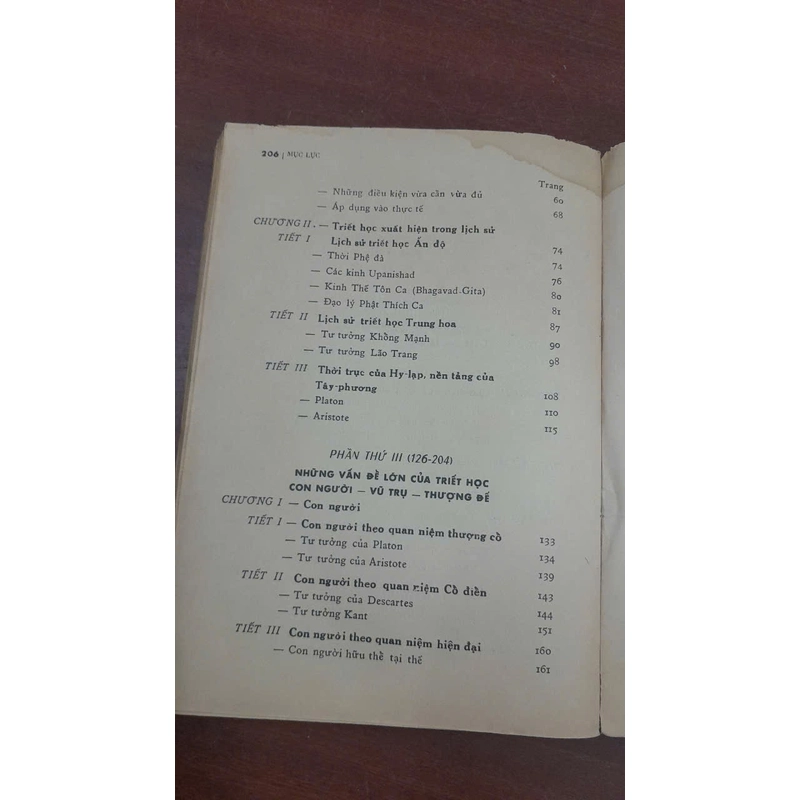 206 | MỤC LỤC
Trang
— Những điều kiện vừa cần vừa đủ 60
— Áp dụng vào thực tế 68
CHƯƠNG II. — Triết học xuất hiện trong lịch sử
TIẾT I Lịch sử triết học Ấn độ 74
— Thời Phệ đà 74
— Các kinh Upanishad 76
— Kinh Thế Tôn Ca (Bhagavad-Gita) 80
— Đạo lý Phật Thích Ca 81
TIẾT II Lịch sử triết học Trung hoa 87
— Tư tưởng Khổng Mạnh 90
— Tư tưởng Lão Trang 98
TIẾT III Thời trục của Hy-lạp, nền tảng của
Tây-phương 108
— Platon 110
— Aristote 115
PHẦN THỨ III (126-204)
NHỮNG VẤN ĐỀ LỚN CỦA TRIẾT HỌC
CON NGƯỜI — VŨ TRỤ — THƯỢNG ĐẾ
CHƯƠNG I — Con người
TIẾT I — Con người theo quan niệm thượng cổ 133
— Tư tưởng của Platon 134
— Tư tưởng của Aristote 139
TIẾT II Con người theo quan niệm Cổ điển 143
— Tư tưởng của Descartes 144
— Tư tưởng Kant 151
TIẾT III Con người theo quan niệm hiện đại 160
— Con người hữu thể tại thế 161